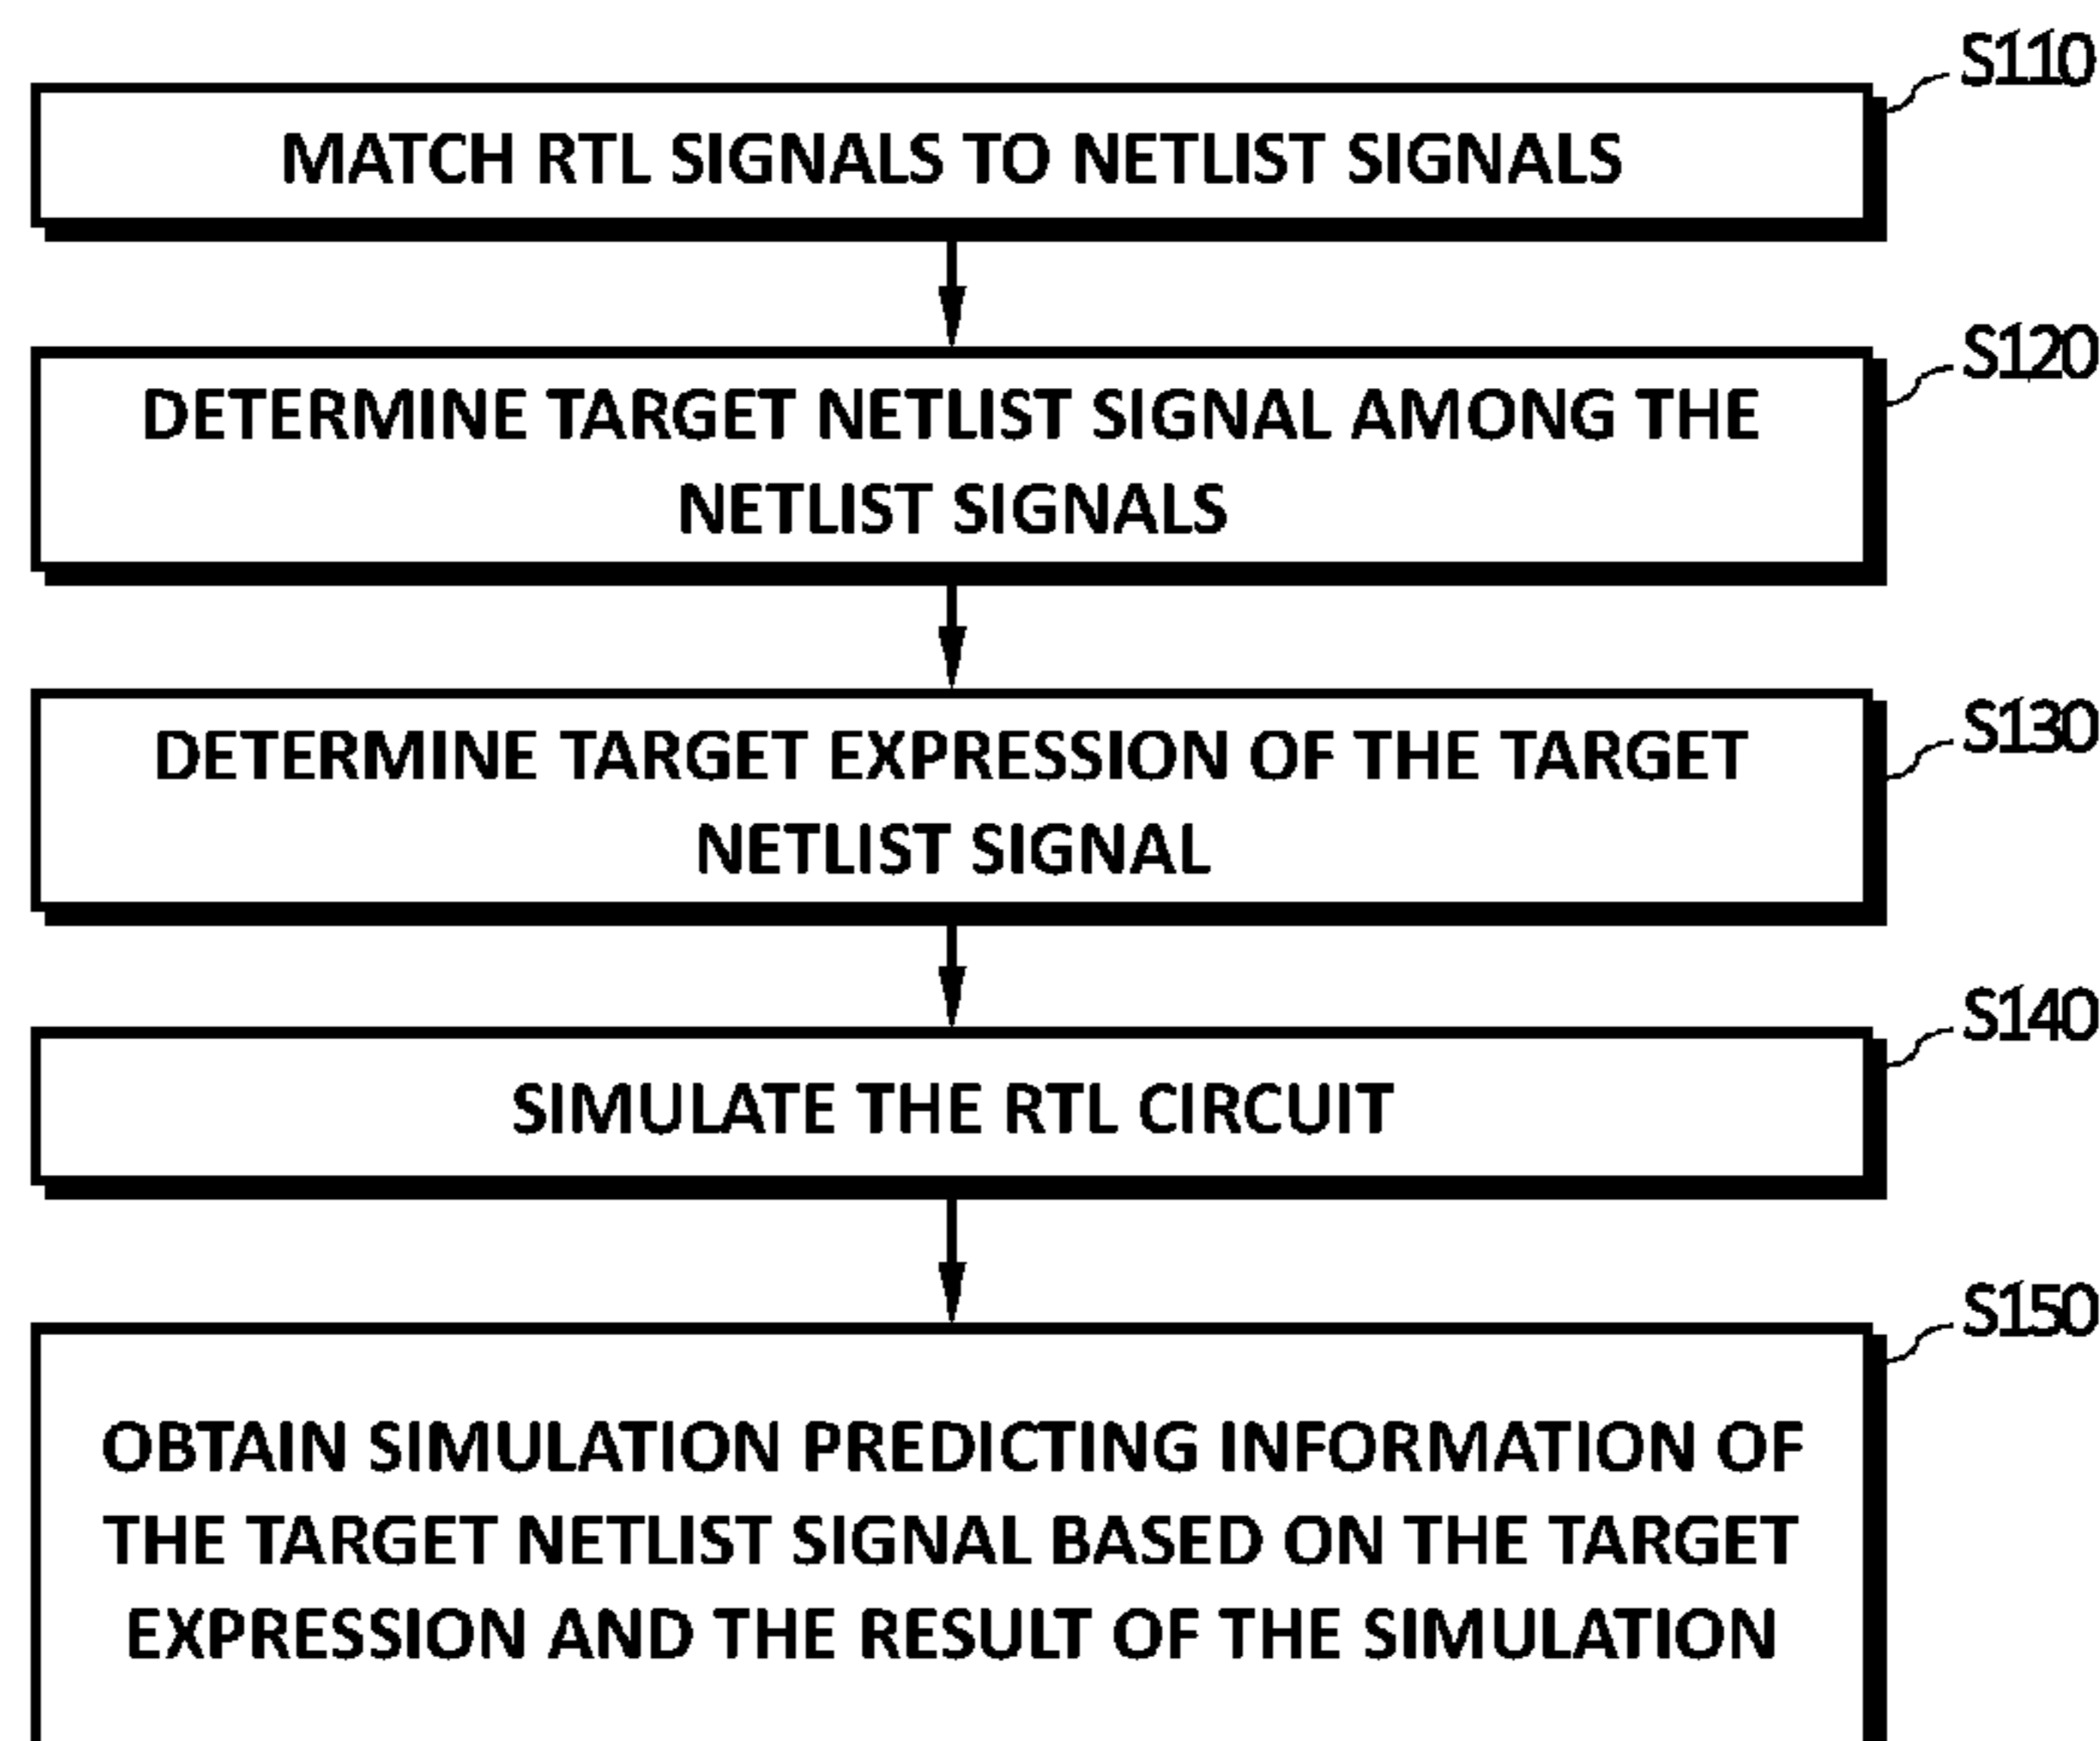 S110
MATCH RTL SIGNALS TO NETLIST SIGNALS
S120
DETERMINE TARGET NETLIST SIGNAL AMONG THE
NETLIST SIGNALS
S130
DETERMINE TARGET EXPRESSION OF THE TARGET
NETLIST SIGNAL
S140
SIMULATE THE RTL CIRCUIT
S150
OBTAIN SIMULATION PREDICTING INFORMATION OF
THE TARGET NETLIST SIGNAL BASED ON THE TARGET
EXPRESSION AND THE RESULT OF THE SIMULATION